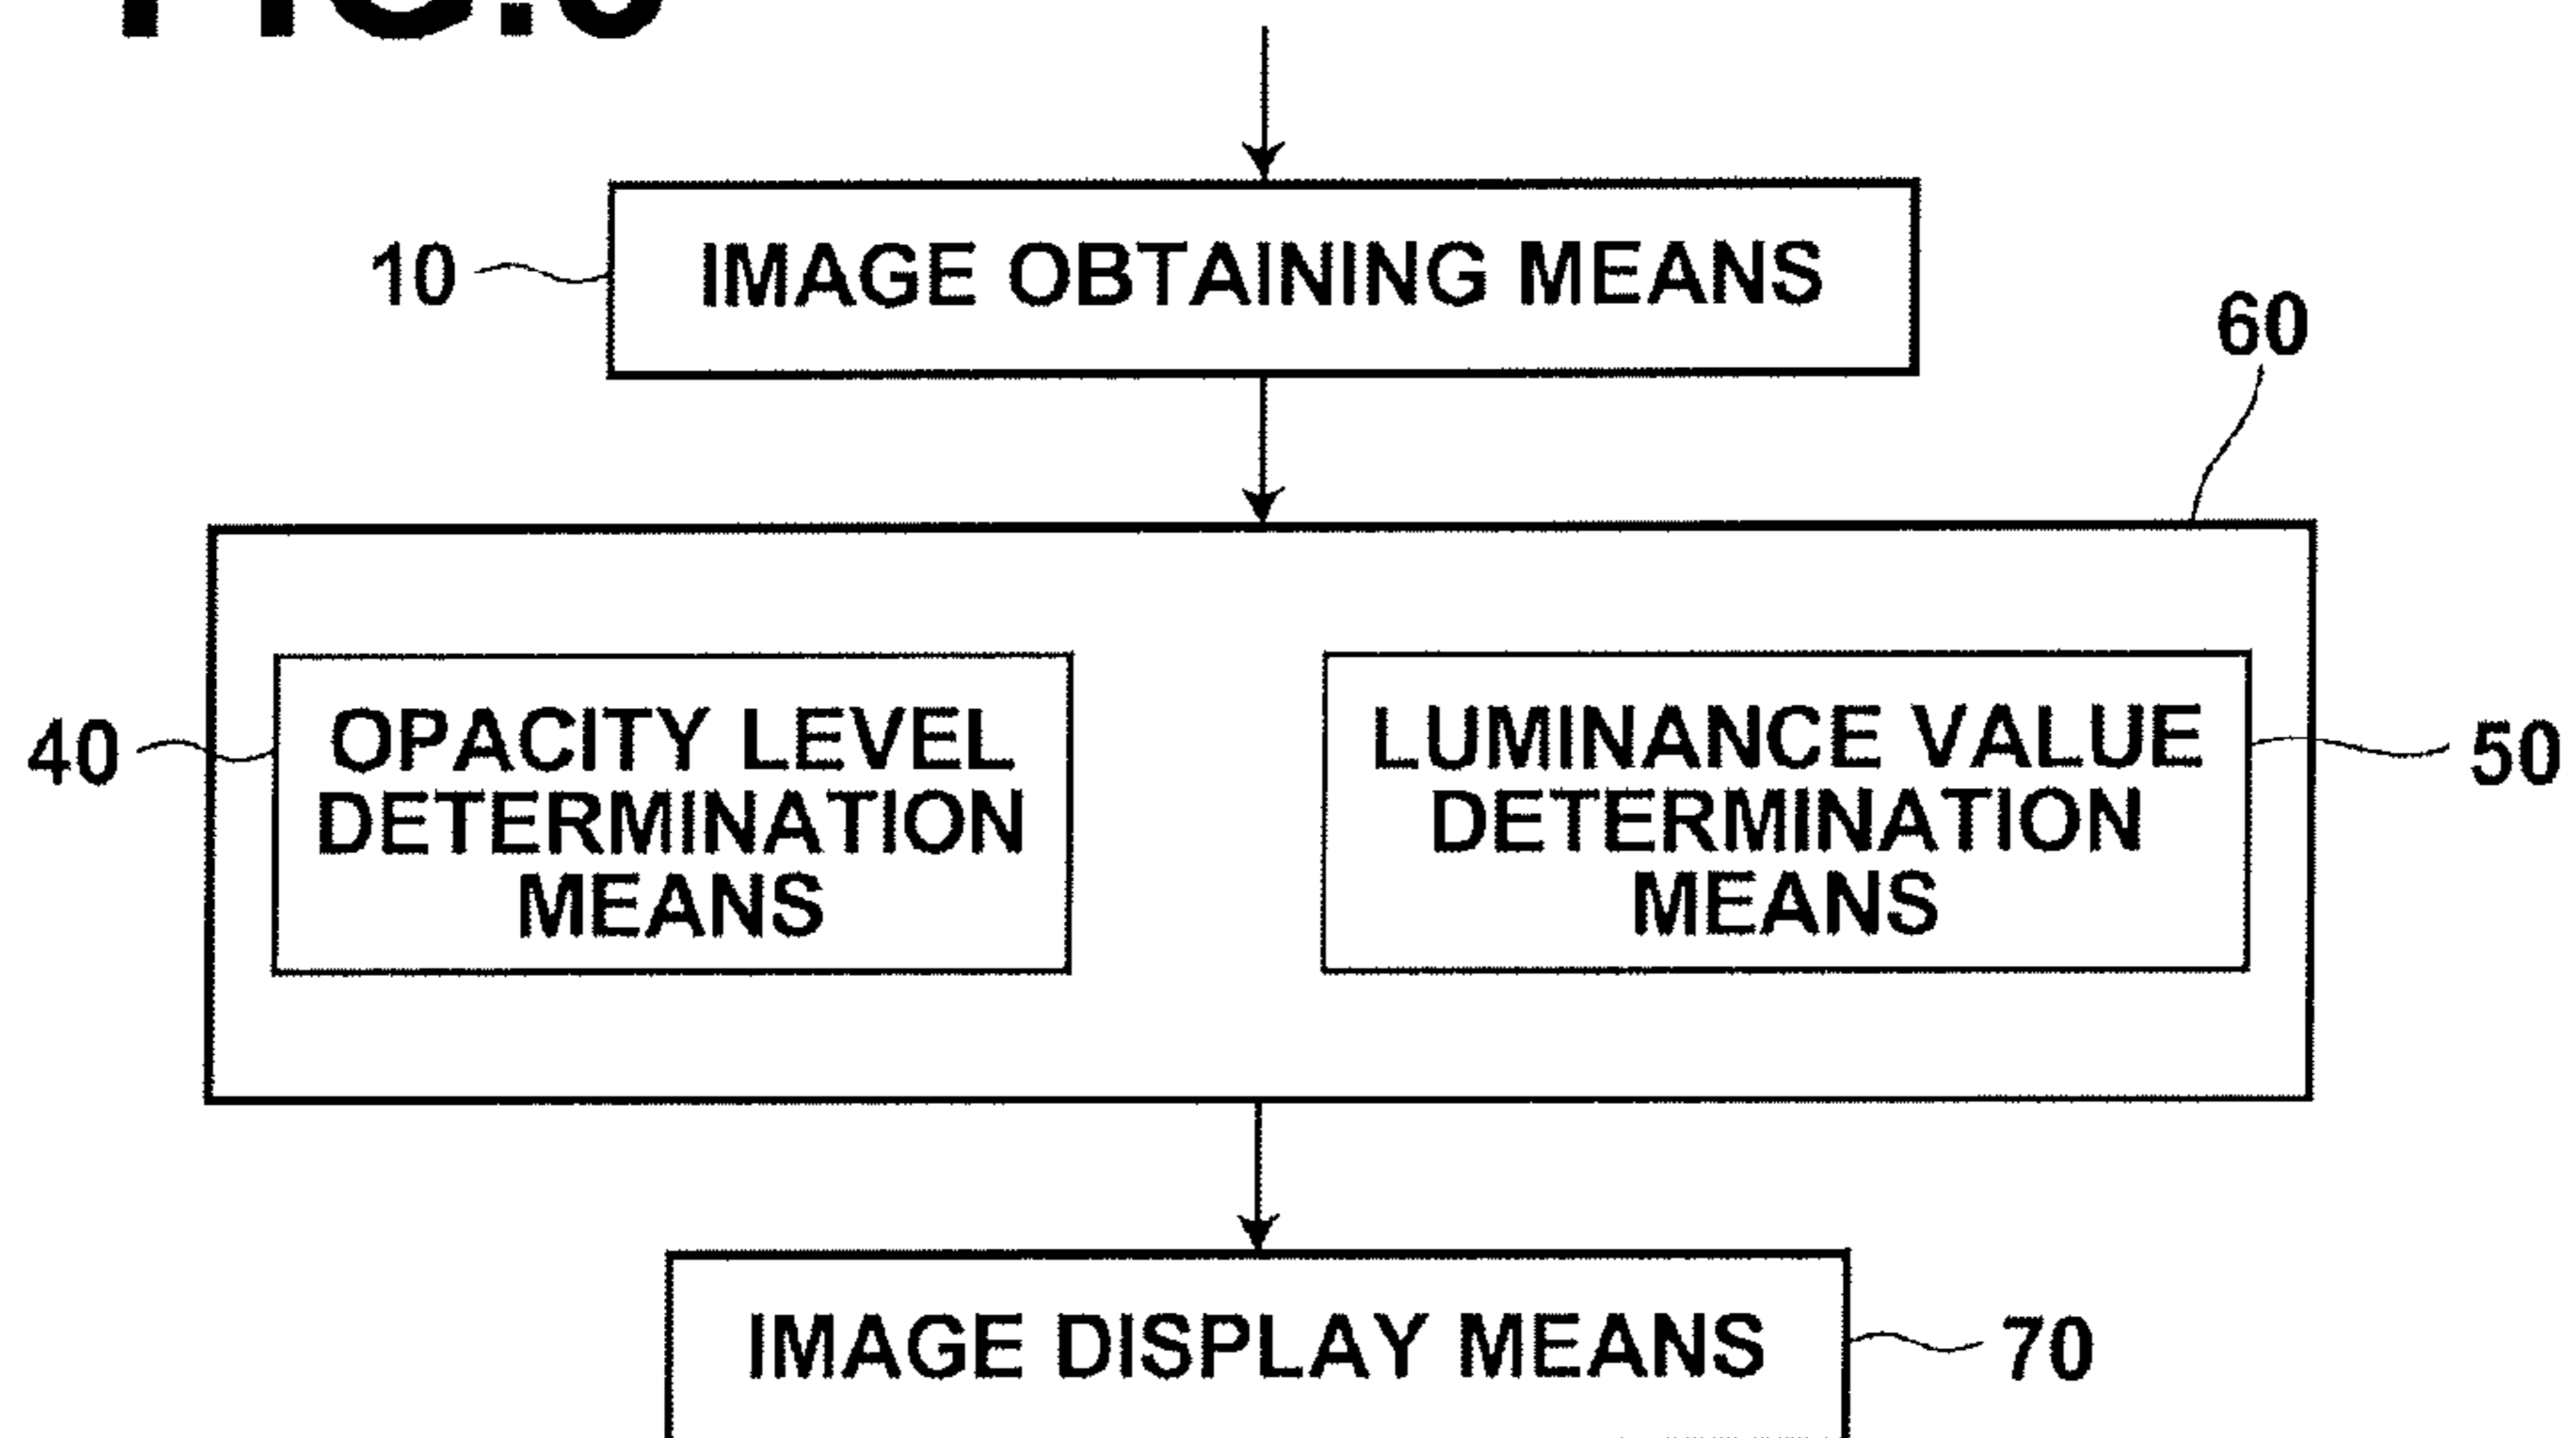 10
IMAGE OBTAINING MEANS
60
40
OPACITY LEVEL
DETERMINATION
MEANS
LUMINANCE VALUE
DETERMINATION
MEANS
50
IMAGE DISPLAY MEANS
70